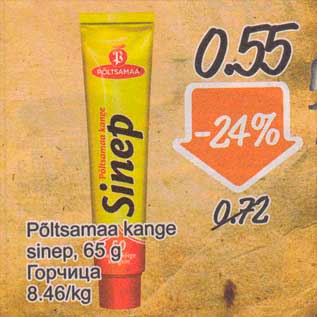 PÕLTSAMAA
Põltsamaa kange
Sinep
0.55
-24%
0.72
Põltsamaa kange
sinep, 65 g
Горчица
8.46/kg